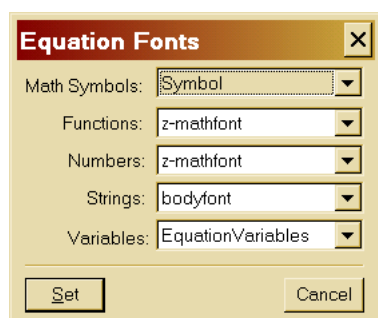 Equation Fonts
Math Symbols: Symbol
Functions: z-mathfont
Numbers: z-mathfont
Strings: bodyfont
Variables: EquationVariables
Set Cancel